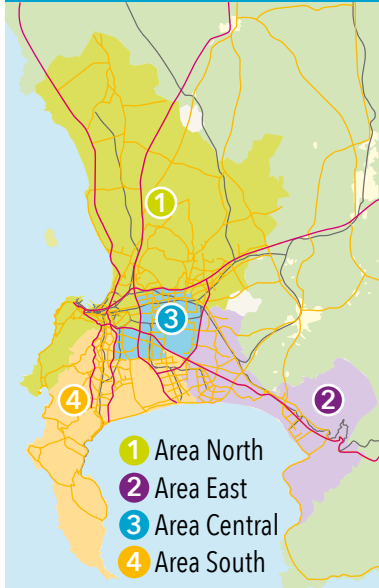 1
3
4
2
1 Area North
2 Area East
3 Area Central
4 Area South